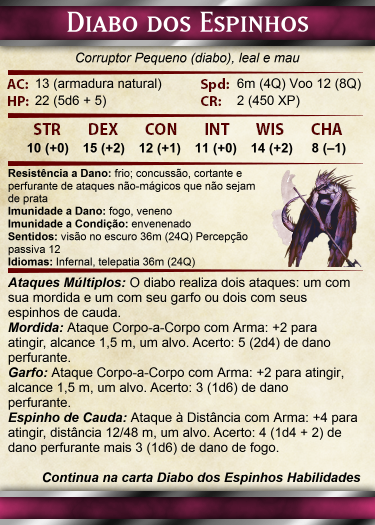 DIABO DOS ESPINHOS
Corruptor Pequeno (diabo), leal e mau
AC: 13 (armadura natural) Spd: 6m (4Q) Voo 12 (8Q)
HP: 22 (5d6 + 5) CR: 2 (450 XP)
STR DEX CON INT WIS CHA
10 (+0) 15 (+2) 12 (+1) 11 (+0) 14 (+2) 8 (–1)
Resistência a Dano: frio; concussão, cortante e
perfurante de ataques não-mágicos que não sejam
de prata
Imunidade a Dano: fogo, veneno
Imunidade a Condição: envenenado
Sentidos: visão no escuro 36m (24Q) Percepção
passiva 12
Idiomas: Infernal, telepatia 36m (24Q)
Ataques Múltiplos: O diabo realiza dois ataques: um com
sua mordida e um com seu garfo ou dois com seus
espinhos de cauda.
Mordida: Ataque Corpo-a-Corpo com Arma: +2 para
atingir, alcance 1,5 m, um alvo. Acerto: 5 (2d4) de dano
perfurante.
Garfo: Ataque Corpo-a-Corpo com Arma: +2 para atingir,
alcance 1,5 m, um alvo. Acerto: 3 (1d6) de dano
perfurante.
Espinho de Cauda: Ataque à Distância com Arma: +4 para
atingir, distância 12/48 m, um alvo. Acerto: 4 (1d4 + 2) de
dano perfurante mais 3 (1d6) de dano de fogo.
Continua na carta Diabo dos Espinhos Habilidades